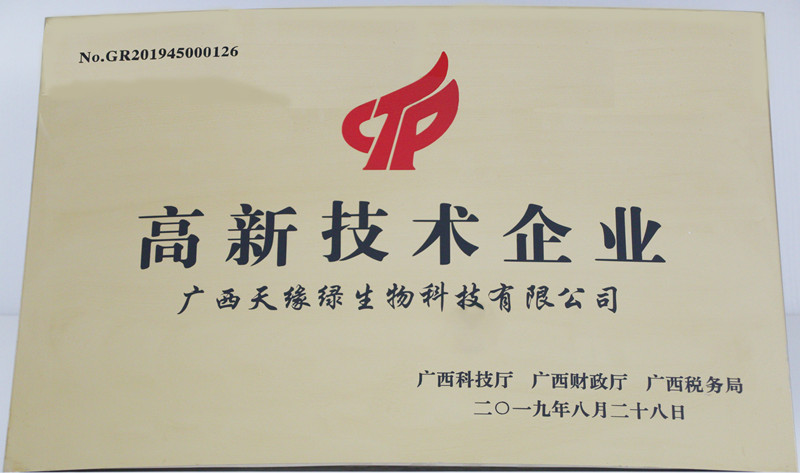 No.GR201945000126
高新技术企业
广西天缘绿生物科技有限公司
广西科技厅 广西财政厅 广西税务局
二〇一九年八月二十八日